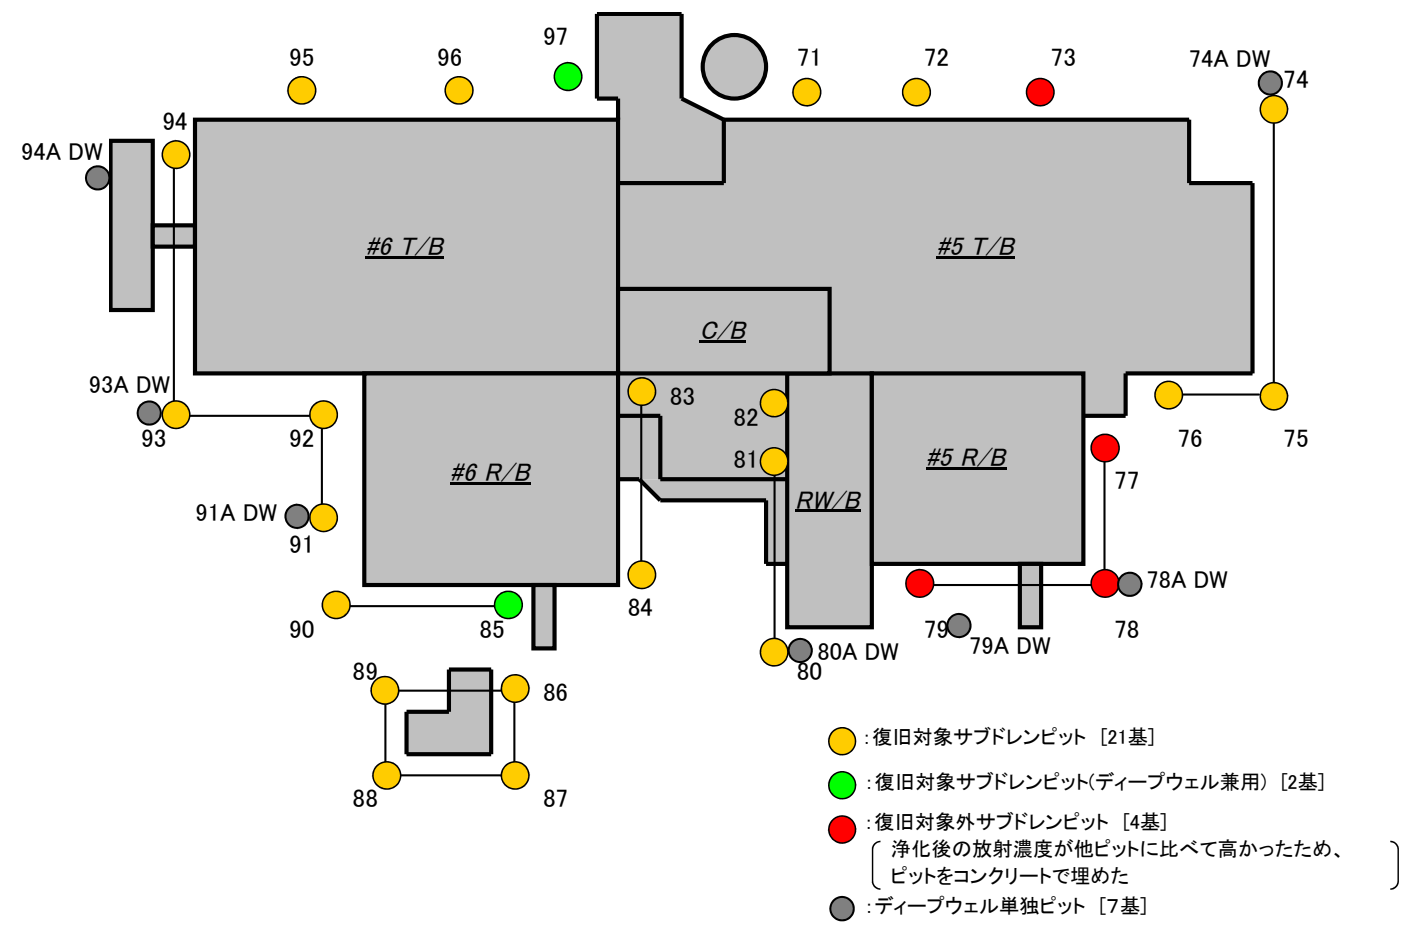 97
95
96
71
72
73
74A DW
74
94
94A DW
#6 T/B
#5 T/B
C/B
93A DW
93
92
83
82
76
75
81
#6 R/B
#5 R/B
77
RW/B
91A DW
91
78A DW
84
90
85
79
79A DW
78
80A DW
80
89
86
88
87
:復旧対象サブドレンピット [21基]
:復旧対象サブドレンピット(ディープウェル兼用) [2基]
:復旧対象外サブドレンピット [4基]
浄化後の放射濃度が他ピットに比べて高かったため、
ピットをコンクリートで埋めた
:ディープウェル単独ピット [7基]